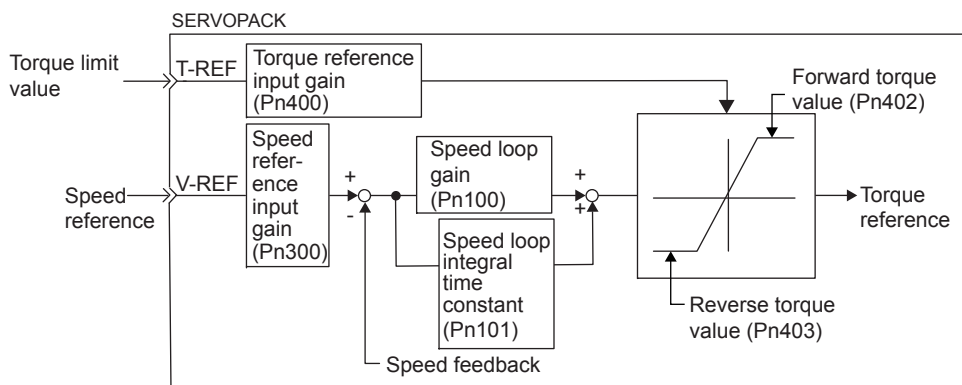 SERVOPACK
Torque limit
value
T-REF
Torque reference
input gain
(Pn400)
Forward torque
value (Pn402)
Speed
reference
V-REF
Speed
refer-
ence
input
gain
(Pn300)
+
-
Speed loop
gain
(Pn100)
Speed loop
integral
time
constant
(Pn101)
+
+
Torque
reference
Reverse torque
value (Pn403)
Speed feedback